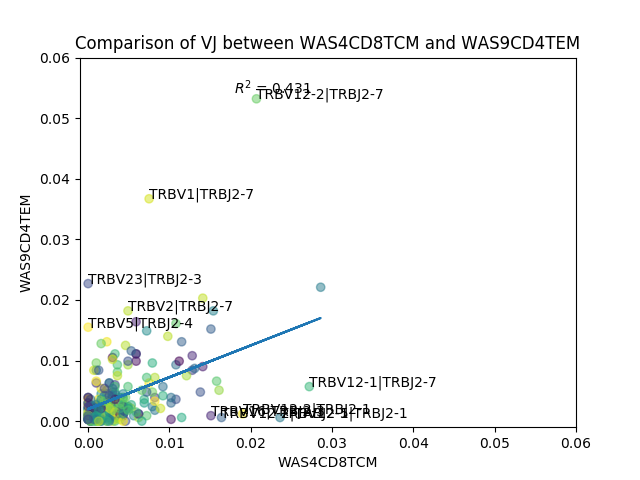 Comparison of VJ between WAS4CD8TCM and WAS9CD4TEM
0.06
R² = 0.431
TRBV12-2|TRBJ2-7
0.05
0.04
TRBV1|TRBJ2-7
WAS9CD4TEM
0.03
TRBV23|TRBJ2-3
0.02
TRBV2|TRBJ2-7
TRBV5|TRBJ2-4
0.01
TRBV12-1|TRBJ2-7
0.00
0.00
0.01
0.02
0.03
0.04
0.05
0.06
WAS4CD8TCM